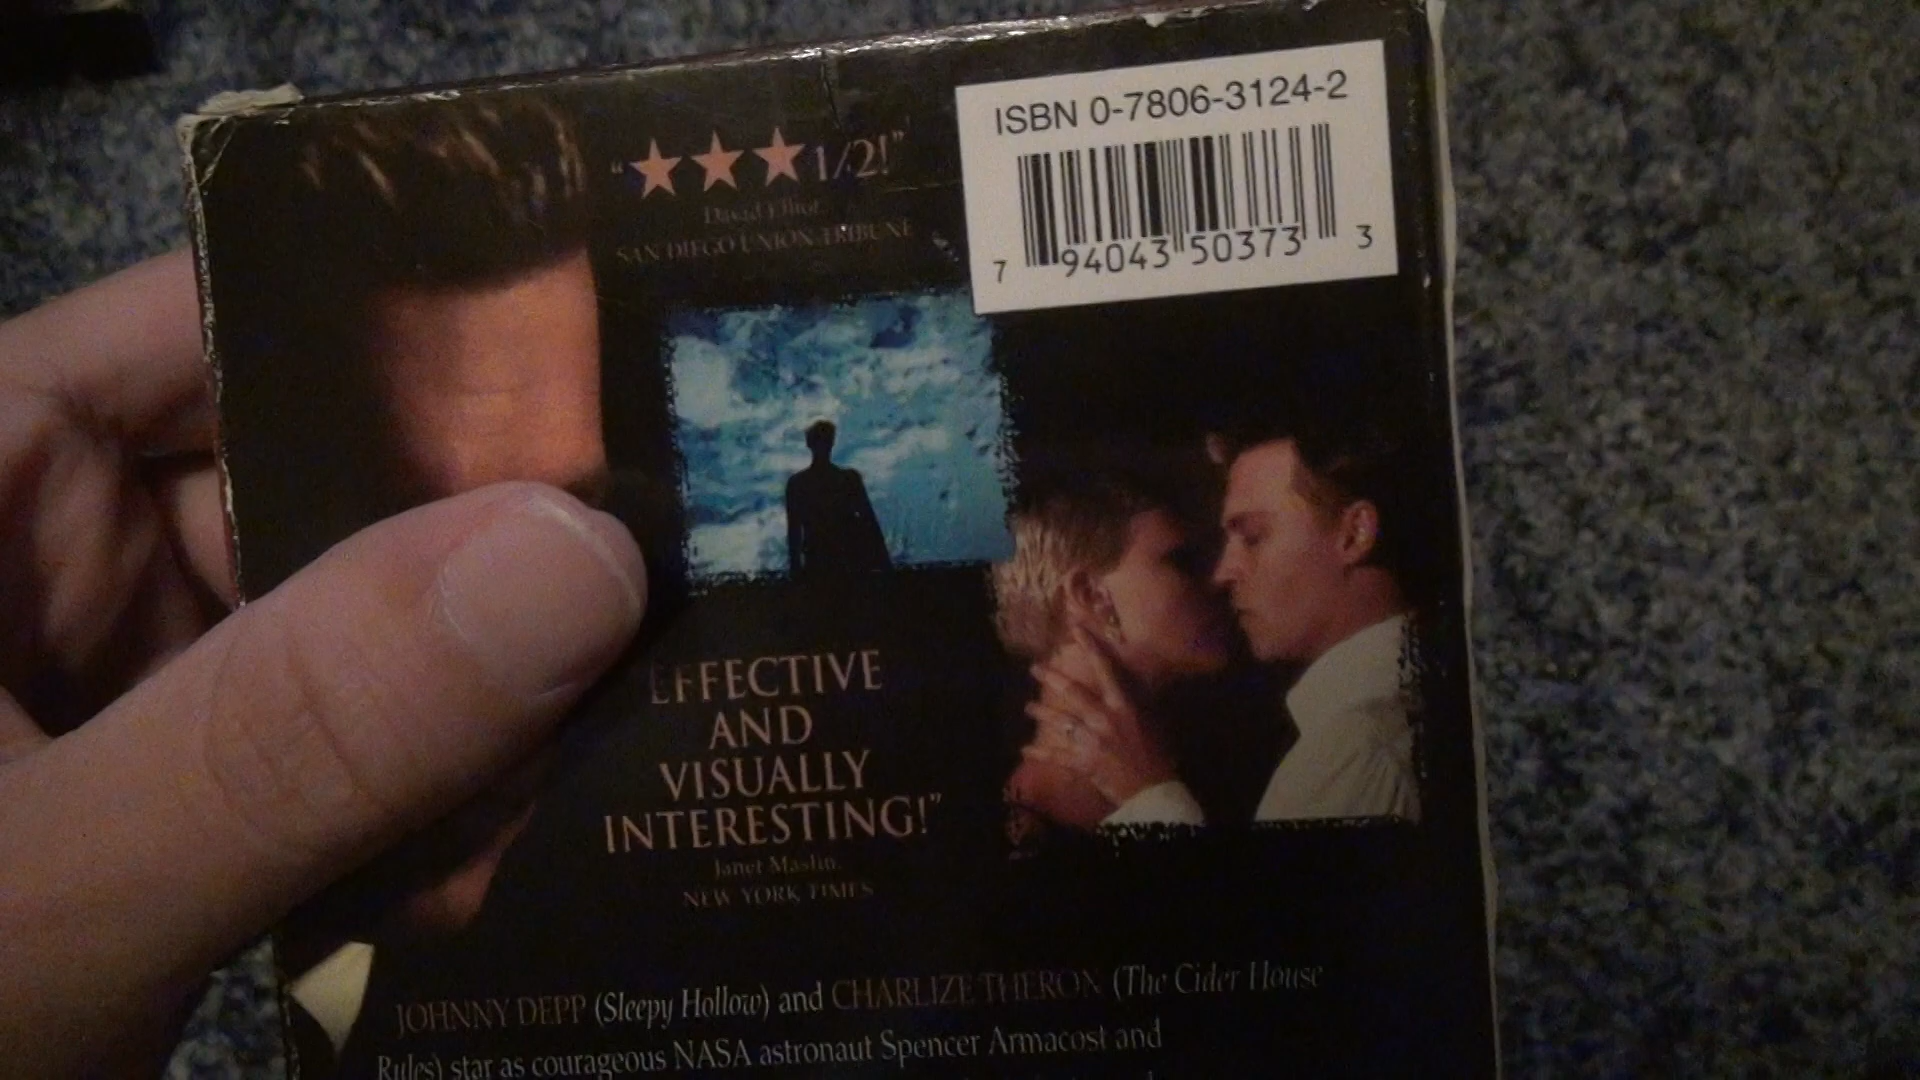 "★★★1/2!"
David Elliot,
SAN DIEGO UNION TRIBUNE
ISBN 0-7806-3124-2
7 94043 50373 3
EFFECTIVE
AND
VISUALLY
INTERESTING!"
Janet Maslin,
NEW YORK TIMES
JOHNNY DEPP (Sleepy Hollow) and CHARLIZE THERON (The Cider House
Rules) star as courageous NASA astronaut Spencer Armacost and